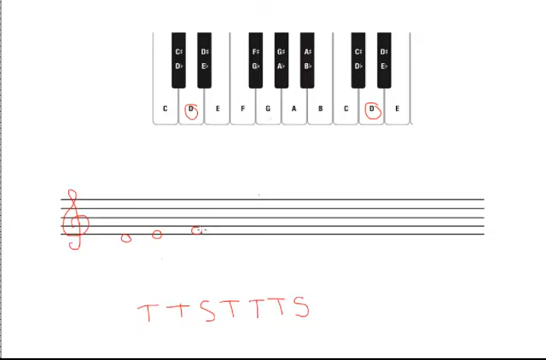 C♯ D♯ F♯ G♯ A♯ C♯ D♯
D♭ E♭ G♭ A♭ B♭ D♭ E♭
C D E F G A B C D E
T T S T T T S